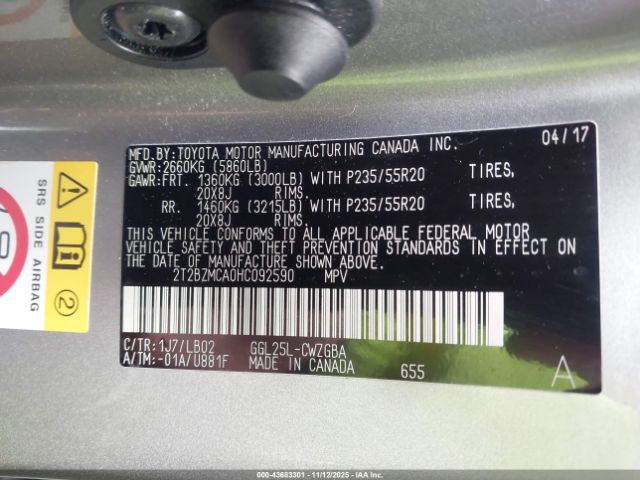 MFD.BY:TOYOTA MOTOR MANUFACTURING CANADA INC. 04/17
GVWR:2660KG (5860LB)
GAWR:FRT. 1360KG (3000LB) WITH P235/55R20 TIRES,
20X8J RIMS.
RR. 1460KG (3215LB) WITH P235/55R20 TIRES,
20X8J RIMS.
THIS VEHICLE CONFORMS TO ALL APPLICABLE FEDERAL MOTOR
VEHICLE SAFETY AND THEFT PREVENTION STANDARDS IN EFFECT
ON THE DATE OF MANUFACTURE SHOWN ABOVE.
2T2BZMCA0HC092590 MPV
C/TR:1J7/LB02 GGL25L-CWZGBA
A/TM:-01A/U881F MADE IN CANADA
655 A
SRS SIDE AIRBAG
2
000-43683301 - 11/12/2025 - IAAI.COM